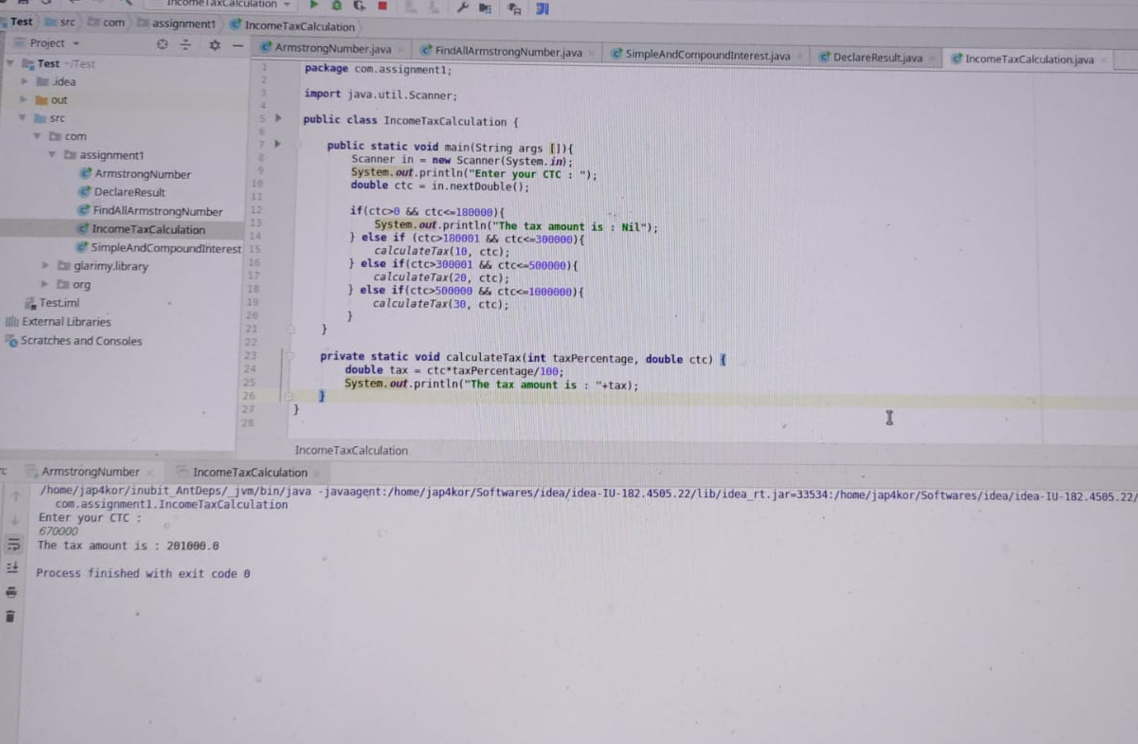 IncomeTaxCalculation
Test src com assignment1 IncomeTaxCalculation
Project
ArmstrongNumber.java FindAllArmstrongNumber.java SimpleAndCompoundInterest.java DeclareResult.java IncomeTaxCalculation.java
Test ~/Test
.idea
out
src
com
assignment1
ArmstrongNumber
DeclareResult
FindAllArmstrongNumber
IncomeTaxCalculation
SimpleAndCompoundInterest
glarimy.library
org
Test.iml
External Libraries
Scratches and Consoles
1 package com.assignment1;
2
3 import java.util.Scanner;
4
5 public class IncomeTaxCalculation {
6
7 public static void main(String args []){
8 Scanner in = new Scanner(System.in);
9 System.out.println("Enter your CTC : ");
10 double ctc = in.nextDouble();
11
12 if(ctc>0 && ctc<=180000){
13 System.out.println("The tax amount is : Nil");
14 } else if (ctc>180001 && ctc<=300000){
15 calculateTax(10, ctc);
16 } else if(ctc>300001 && ctc<=500000){
17 calculateTax(20, ctc);
18 } else if(ctc>500000 && ctc<=1000000){
19 calculateTax(30, ctc);
20 }
21 }
22
23 private static void calculateTax(int taxPercentage, double ctc) {
24 double tax = ctc*taxPercentage/100;
25 System.out.println("The tax amount is : "+tax);
26 }
27 }
28
IncomeTaxCalculation
ArmstrongNumber IncomeTaxCalculation
/home/jap4kor/inubit_AntDeps/_jvm/bin/java -javaagent:/home/jap4kor/Softwares/idea/idea-IU-182.4505.22/lib/idea_rt.jar=33534:/home/jap4kor/Softwares/idea/idea-IU-182.4505.22/
com.assignment1.IncomeTaxCalculation
Enter your CTC :
670000
The tax amount is : 201000.0
Process finished with exit code 0